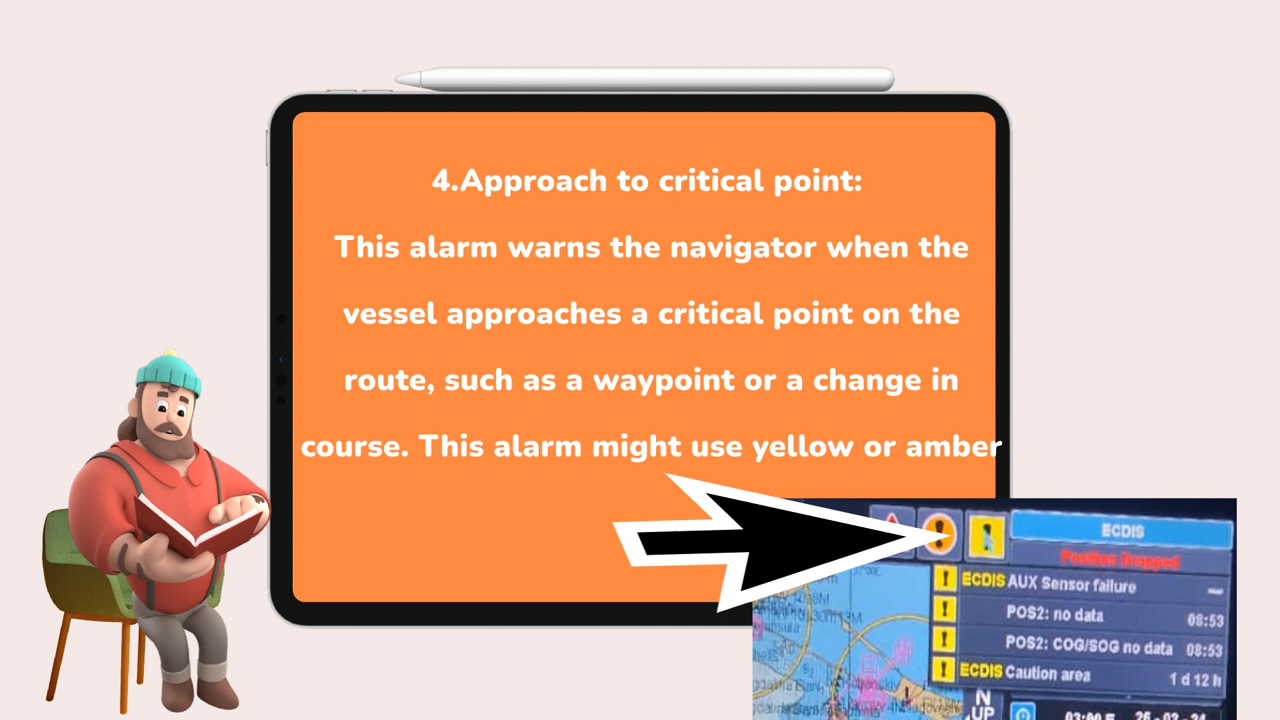 4.Approach to critical point:
This alarm warns the navigator when the
vessel approaches a critical point on the
route, such as a waypoint or a change in
course. This alarm might use yellow or amber
ECDIS
Position Dropped
ECDIS AUX Sensor failure
POS2: no data 08:53
POS2: COG/SOG no data 08:53
ECDIS Caution area 1 d 12 h
N
UP